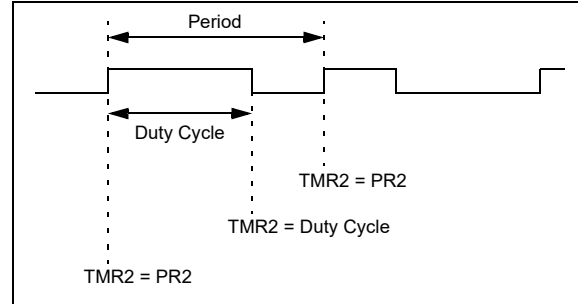 Period
Duty Cycle
TMR2 = PR2
TMR2 = Duty Cycle
TMR2 = PR2